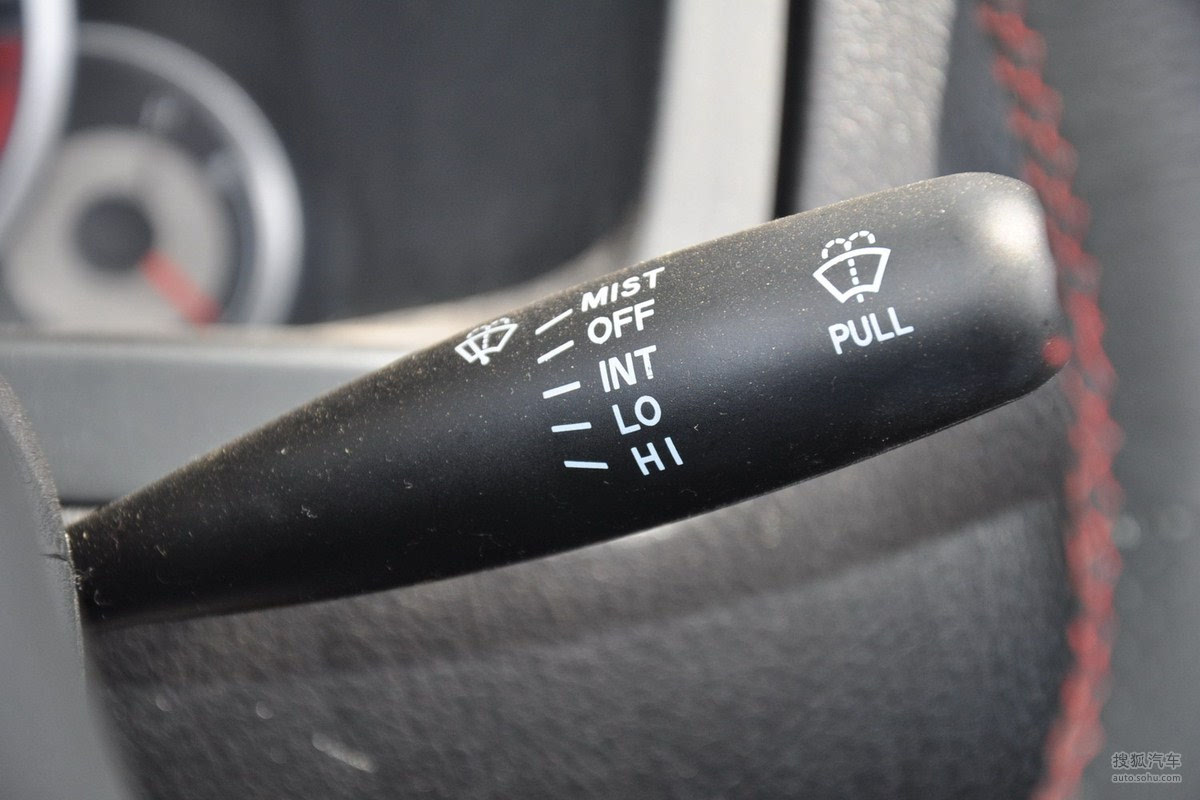 MIST
OFF
INT
LO
HI
PULL
搜狐汽车
auto.sohu.com